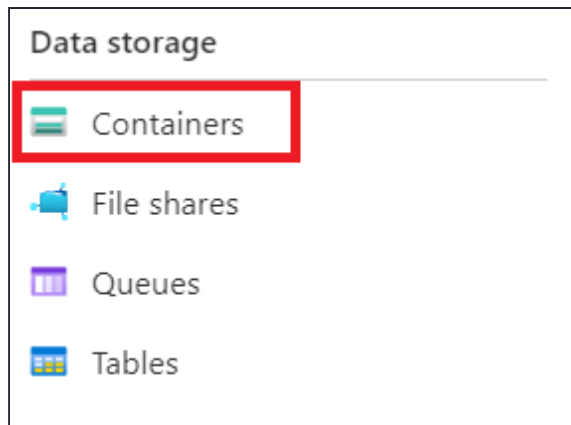 Data storage
Containers
File shares
Queues
Tables